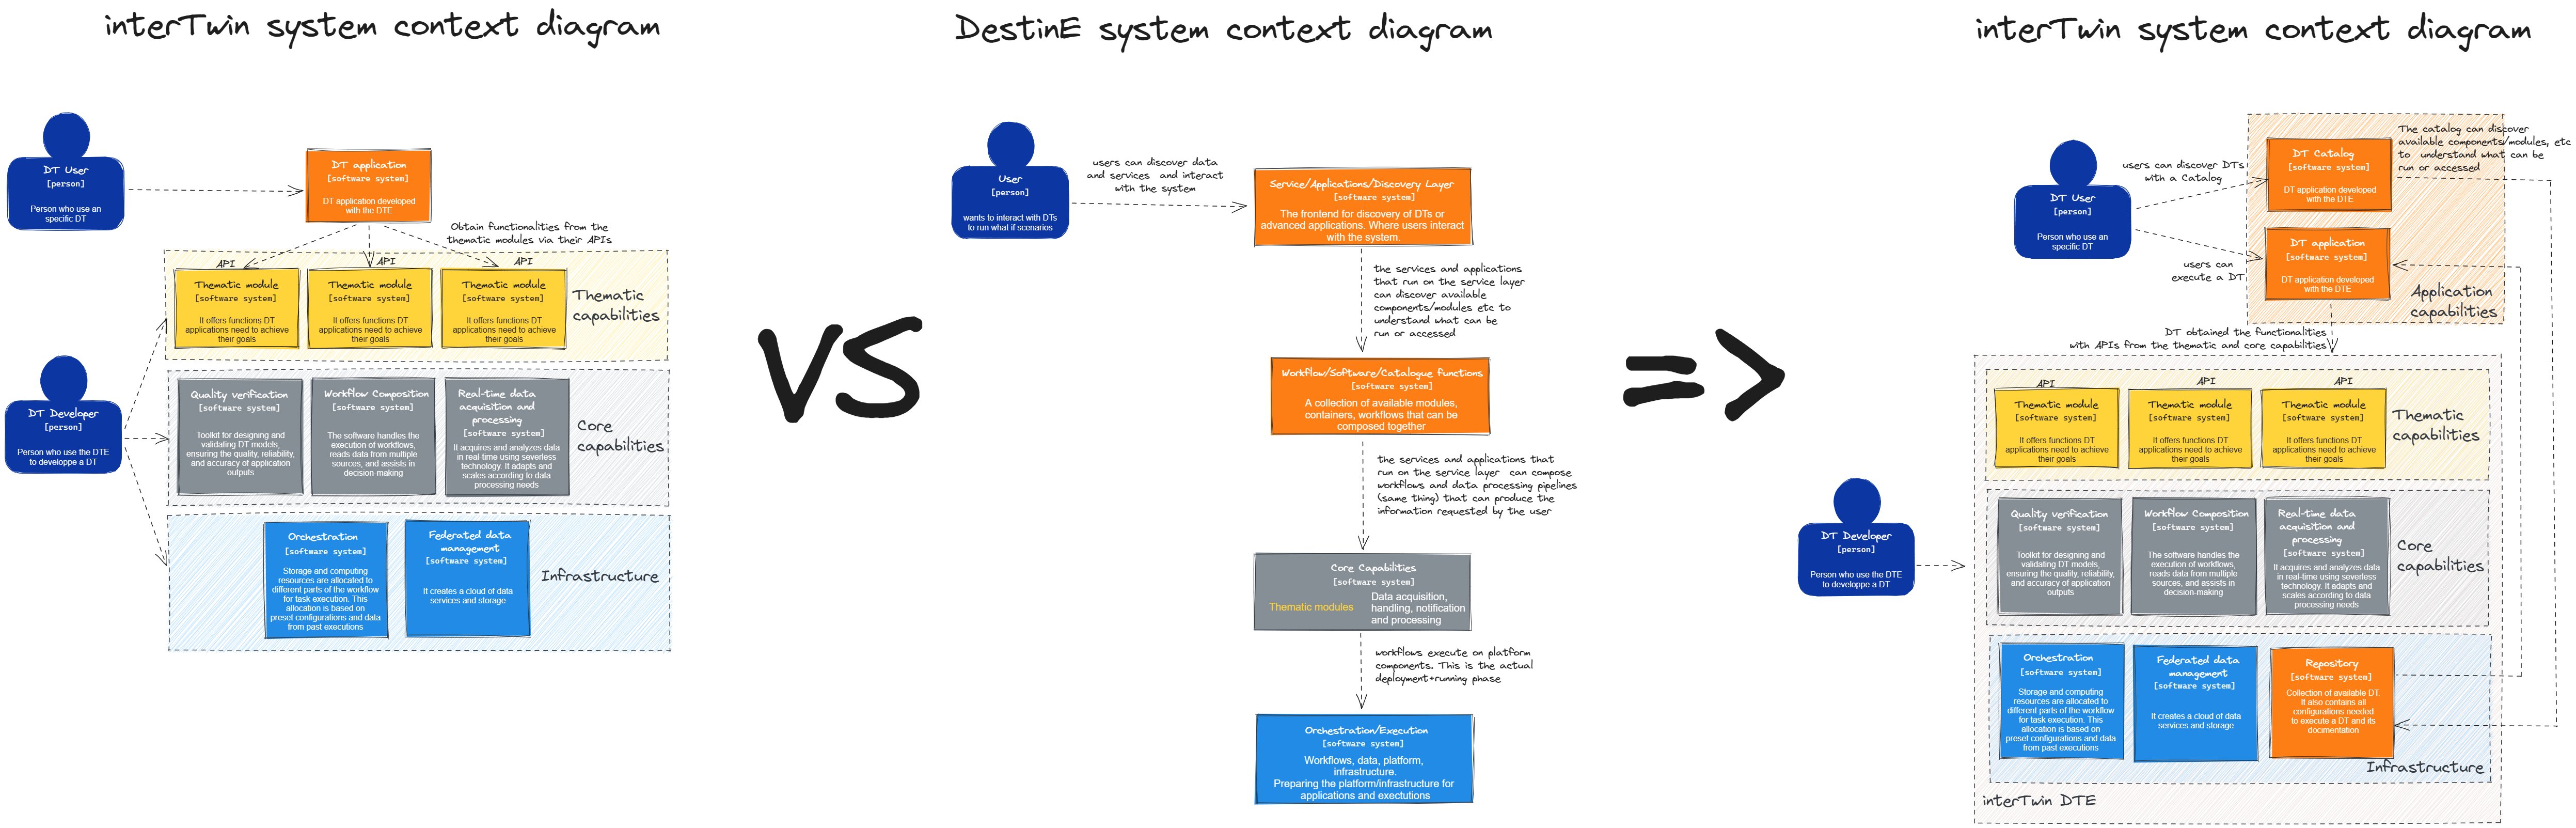 interTwin system context diagram
DT User
[person]
Person who use an
specific DT
DT application
[software system]
DT application developed
with the DTE
Obtain functionalities from the
thematic modules via their APIs
API
API
API
Thematic module
[software system]
It offers functions DT
applications need to achieve
their goals
Thematic module
[software system]
It offers functions DT
applications need to achieve
their goals
Thematic module
[software system]
It offers functions DT
applications need to achieve
their goals
Thematic
capabilities
DT Developer
[person]
Person who use the DTE
to developpe a DT
Quality verification
[software system]
Toolkit for designing and
validating DT models,
ensuring the quality, reliability,
and accuracy of application
outputs
Workflow Composition
[software system]
The software handles the
execution of workflows,
reads data from multiple
sources, and assists in
decision-making
Real-time data
acquisition and
processing
[software system]
It acquires and analyzes data
in real-time using severless
technology. It adapts and
scales according to data
processing needs
Core
capabilities
Orchestration
[software system]
Storage and computing
resources are allocated to
different parts of the workflow
for task execution. This
allocation is based on
preset configurations and data
from past executions
Federated data
management
[software system]
It creates a cloud of data
services and storage
Infrastructure
VS
DestinE system context diagram
User
[person]
wants to interact with DTs
to run what if scenarios
users can discover data
and services and interact
with the system
Service/Applications/Discovery Layer
[software system]
The frontend for discovery of DTs or
advanced applications. Where users interact
with the system.
the services and applications
that run on the service layer
can discover available
components/modules etc to
understand what can be
run or accessed
Workflow/Software/Catalogue functions
[software system]
A collection of available modules,
containers, workflows that can be
composed together
the services and applications that
run on the service layer can compose
workflows and data processing pipelines
(same thing) that can produce the
information requested by the user
Core Capabilities
[software system]
Thematic modules
Data acquisition,
handling, notification
and processing
workflows execute on platform
components. This is the actual
deployment+running phase
Orchestration/Execution
[software system]
Workflows, data, platform,
infrastructure.
Preparing the platform/infrastructure for
applications and exectutions
=>
interTwin system context diagram
DT User
[person]
Person who use an
specific DT
users can discover DTs
with a Catalog
users can
execute a DT
DT Catalog
[software system]
DT application developed
with the DTE
The catalog can discover
available components/modules, etc
to understand what can be
run or accessed
DT application
[software system]
DT application developed
with the DTE
Application
capabilities
DT obtained the functionalities
with APIs from the thematic and core capabilities
API
API
API
Thematic module
[software system]
It offers functions DT
applications need to achieve
their goals
Thematic module
[software system]
It offers functions DT
applications need to achieve
their goals
Thematic module
[software system]
It offers functions DT
applications need to achieve
their goals
Thematic
capabilities
DT Developer
[person]
Person who use the DTE
to developpe a DT
Quality verification
[software system]
Toolkit for designing and
validating DT models,
ensuring the quality, reliability,
and accuracy of application
outputs
Workflow Composition
[software system]
The software handles the
execution of workflows,
reads data from multiple
sources, and assists in
decision-making
Real-time data
acquisition and
processing
[software system]
It acquires and analyzes data
in real-time using severless
technology. It adapts and
scales according to data
processing needs
Core
capabilities
Orchestration
[software system]
Storage and computing
resources are allocated to
different parts of the workflow
for task execution. This
allocation is based on
preset configurations and data
from past executions
Federated data
management
[software system]
It creates a cloud of data
services and storage
Repository
[software system]
Collection of available DT.
It also contains all
configurations needed
to execute a DT and its
docimentation
Infrastructure
interTwin DTE